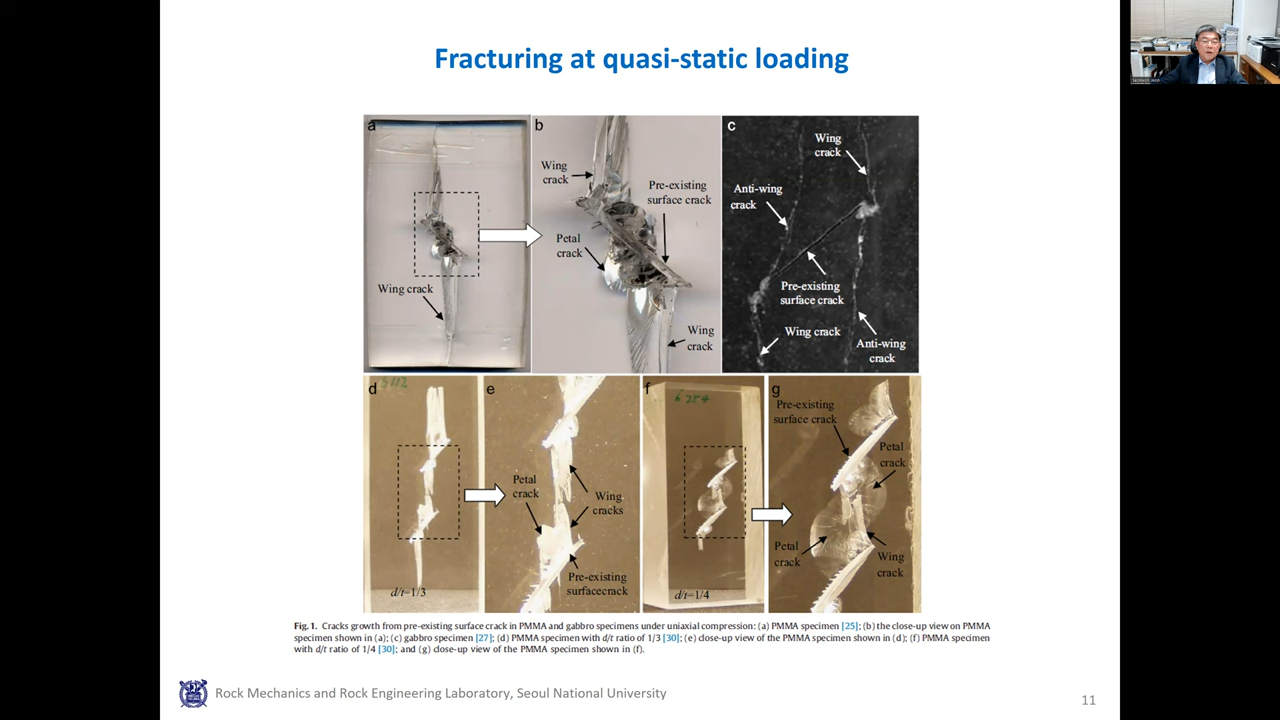 Fracturing at quasi-static loading
a
b
c
Wing crack
Wing
crack
Pre-existing
surface crack
Petal
crack
Wing
crack
Wing
crack
Anti-wing
crack
Pre-existing
surface crack
Wing crack
Anti-wing
crack
d
e
f
g
d/t=1/3
Petal
crack
Wing
cracks
Pre-existing
surfacecrack
d/t=1/4
Pre-existing
surface crack
Petal
crack
Petal
crack
Wing
crack
Fig. 1. Cracks growth from pre-existing surface crack in PMMA and gabbro specimens under uniaxial compression: (a) PMMA specimen [25]; (b) the close-up view on PMMA
specimen shown in (a); (c) gabbro specimen [27]; (d) PMMA specimen with d/t ratio of 1/3 [30]; (e) close-up view of the PMMA specimen shown in (d); (f) PMMA specimen
with d/t ratio of 1/4 [30]; and (g) close-up view of the PMMA specimen shown in (f).
Rock Mechanics and Rock Engineering Laboratory, Seoul National University
11